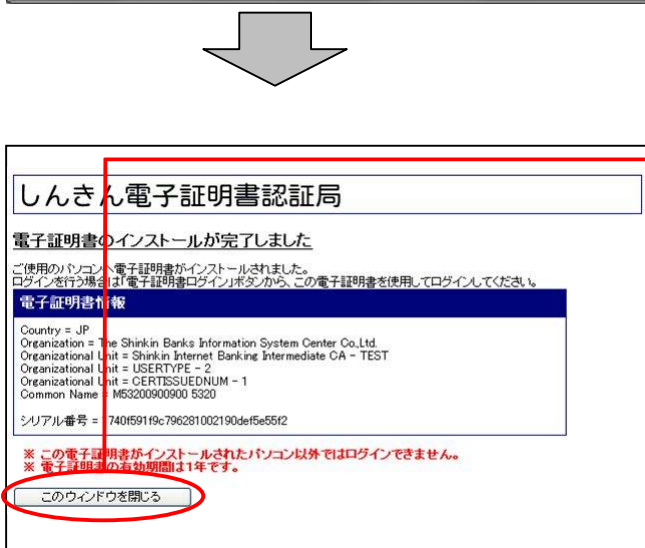 しんきん電子証明書認証局
電子証明書のインストールが完了しました
ご使用のパソコンへ電子証明書がインストールされました。
ログインを行う場合は「電子証明書ログイン」ボタンから、この電子証明書を使用してログインしてください。
電子証明書情報
Country = JP
Organization = The Shinkin Banks Information System Center Co.,Ltd.
Organizational Unit = Shinkin Internet Banking Intermediate CA - TEST
Organizational Unit = USERTYPE - 2
Organizational Unit = CERTISSUEDNUM - 1
Common Name = M53200900900 5320
シリアル番号 = 1740f591f9c796281002190def5e55f2
※ この電子証明書がインストールされたパソコン以外ではログインできません。
※ 電子証明書の有効期間は1年です。
このウィンドウを閉じる